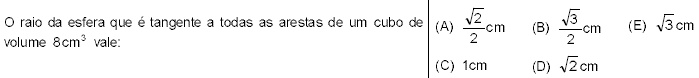 O raio da esfera que é tangente a todas as arestas de um cubo de
volume 8cm³ vale:
(A) √2/2 cm (B) √3/2 cm (E) √3 cm
(C) 1cm (D) √2 cm